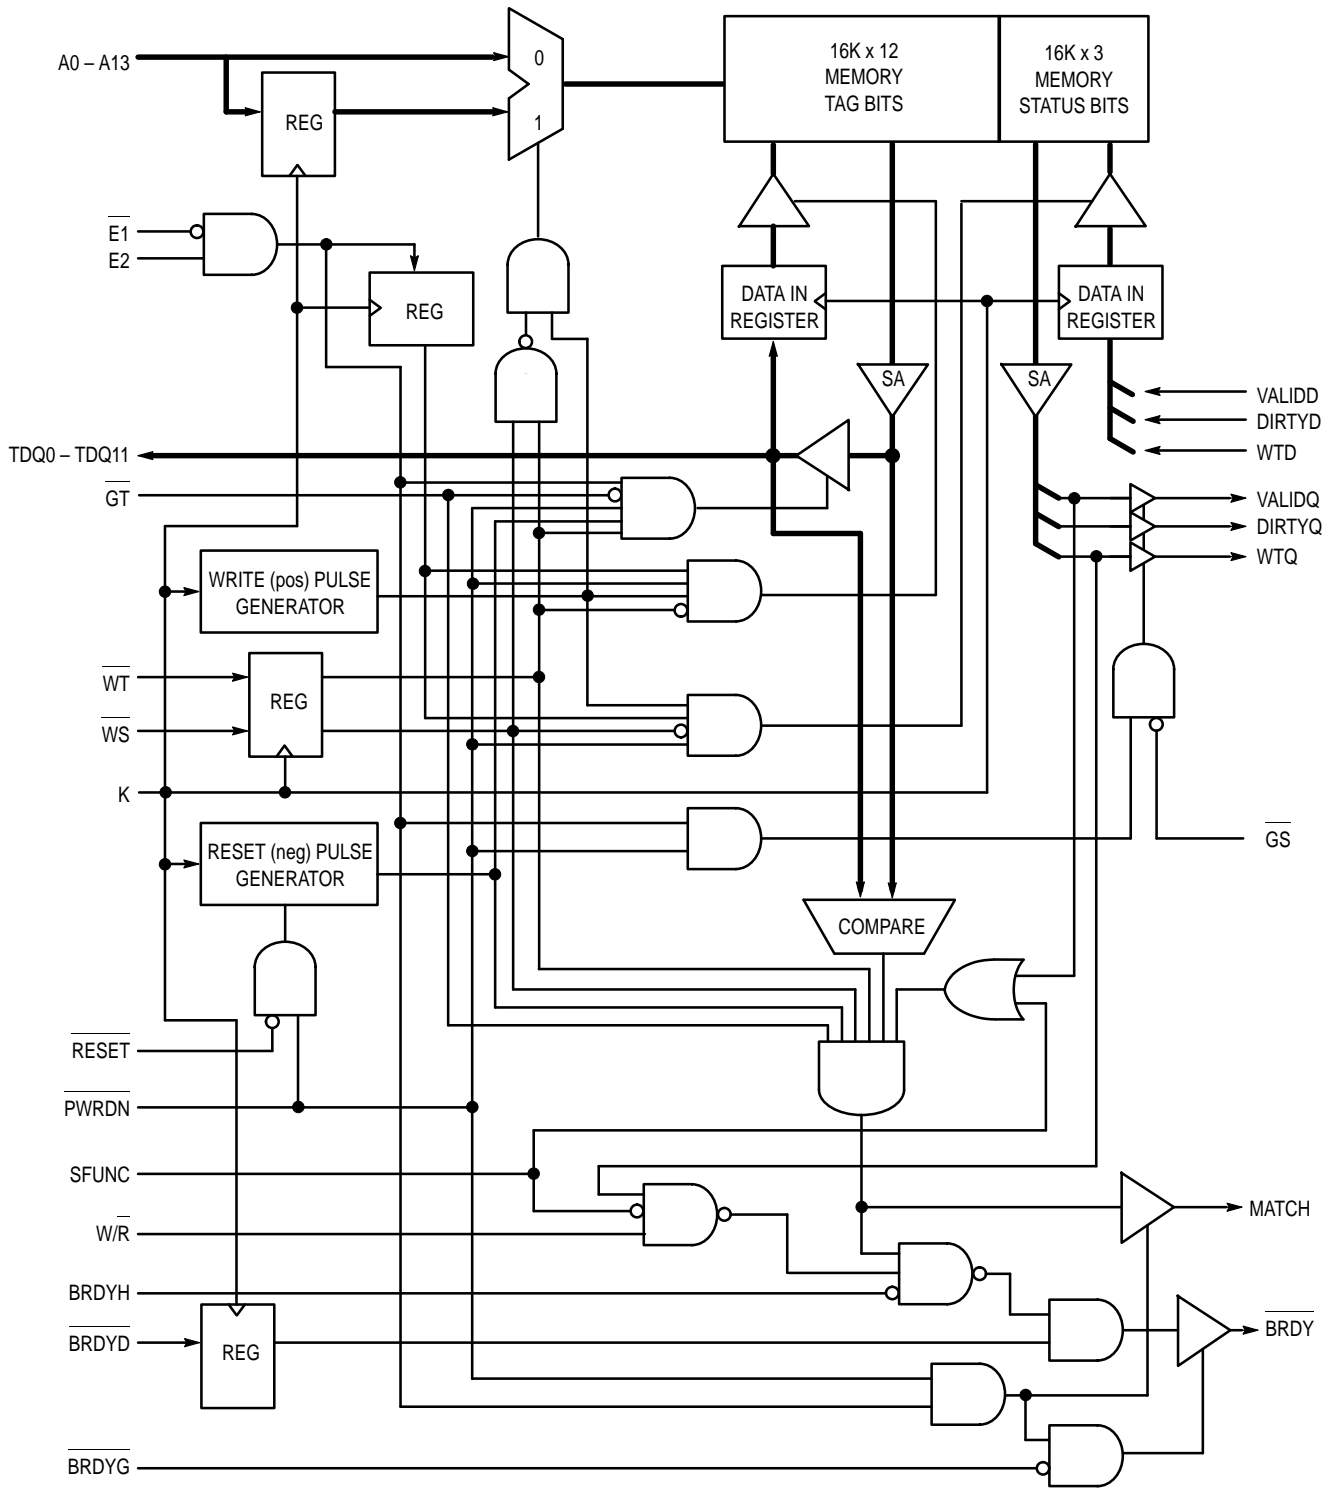 A0 – A13
REG
0
1
16K x 12
MEMORY
TAG BITS
16K x 3
MEMORY
STATUS BITS
E1
E2
REG
DATA IN
REGISTER
DATA IN
REGISTER
SA
SA
VALIDD
DIRTYD
WTD
TDQ0 – TDQ11
GT
VALIDQ
DIRTYQ
WTQ
WRITE (pos) PULSE
GENERATOR
WT
WS
REG
K
RESET (neg) PULSE
GENERATOR
GS
COMPARE
RESET
PWRDN
SFUNC
W/R
MATCH
BRDYH
BRDYD
REG
BRDY
BRDYG